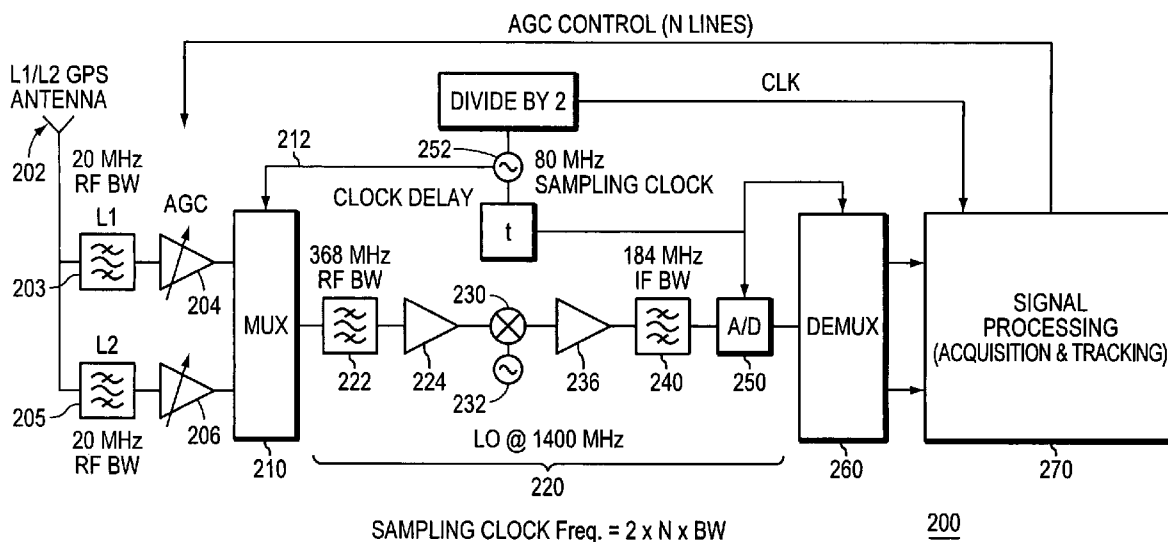 AGC CONTROL (N LINES)
L1/L2 GPS
ANTENNA
202
DIVIDE BY 2
CLK
252
80 MHz
SAMPLING CLOCK
212
20 MHz
RF BW
CLOCK DELAY
t
L1
AGC
203
204
MUX
368 MHz
RF BW
230
184 MHz
IF BW
A/D
DEMUX
SIGNAL
PROCESSING
(ACQUISITION & TRACKING)
222
224
232
236
240
250
L2
205
206
20 MHz
RF BW
LO @ 1400 MHz
210
220
260
270
SAMPLING CLOCK Freq. = 2 x N x BW
200